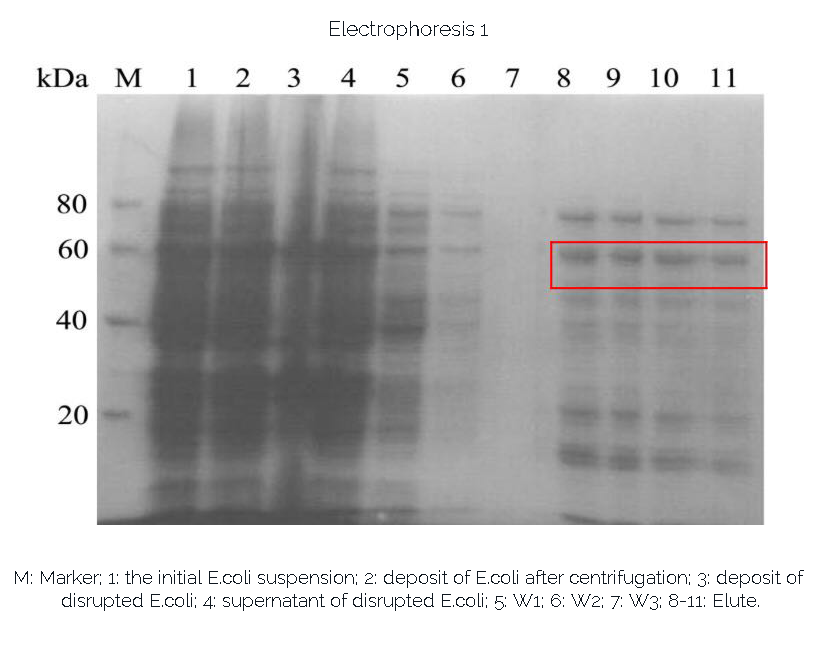 Electrophoresis 1
kDa M 1 2 3 4 5 6 7 8 9 10 11
80
60
40
20
M: Marker; 1: the initial E.coli suspension; 2: deposit of E.coli after centrifugation; 3: deposit of
disrupted E.coli; 4: supernatant of disrupted E.coli; 5: W1; 6: W2; 7: W3; 8-11: Elute.